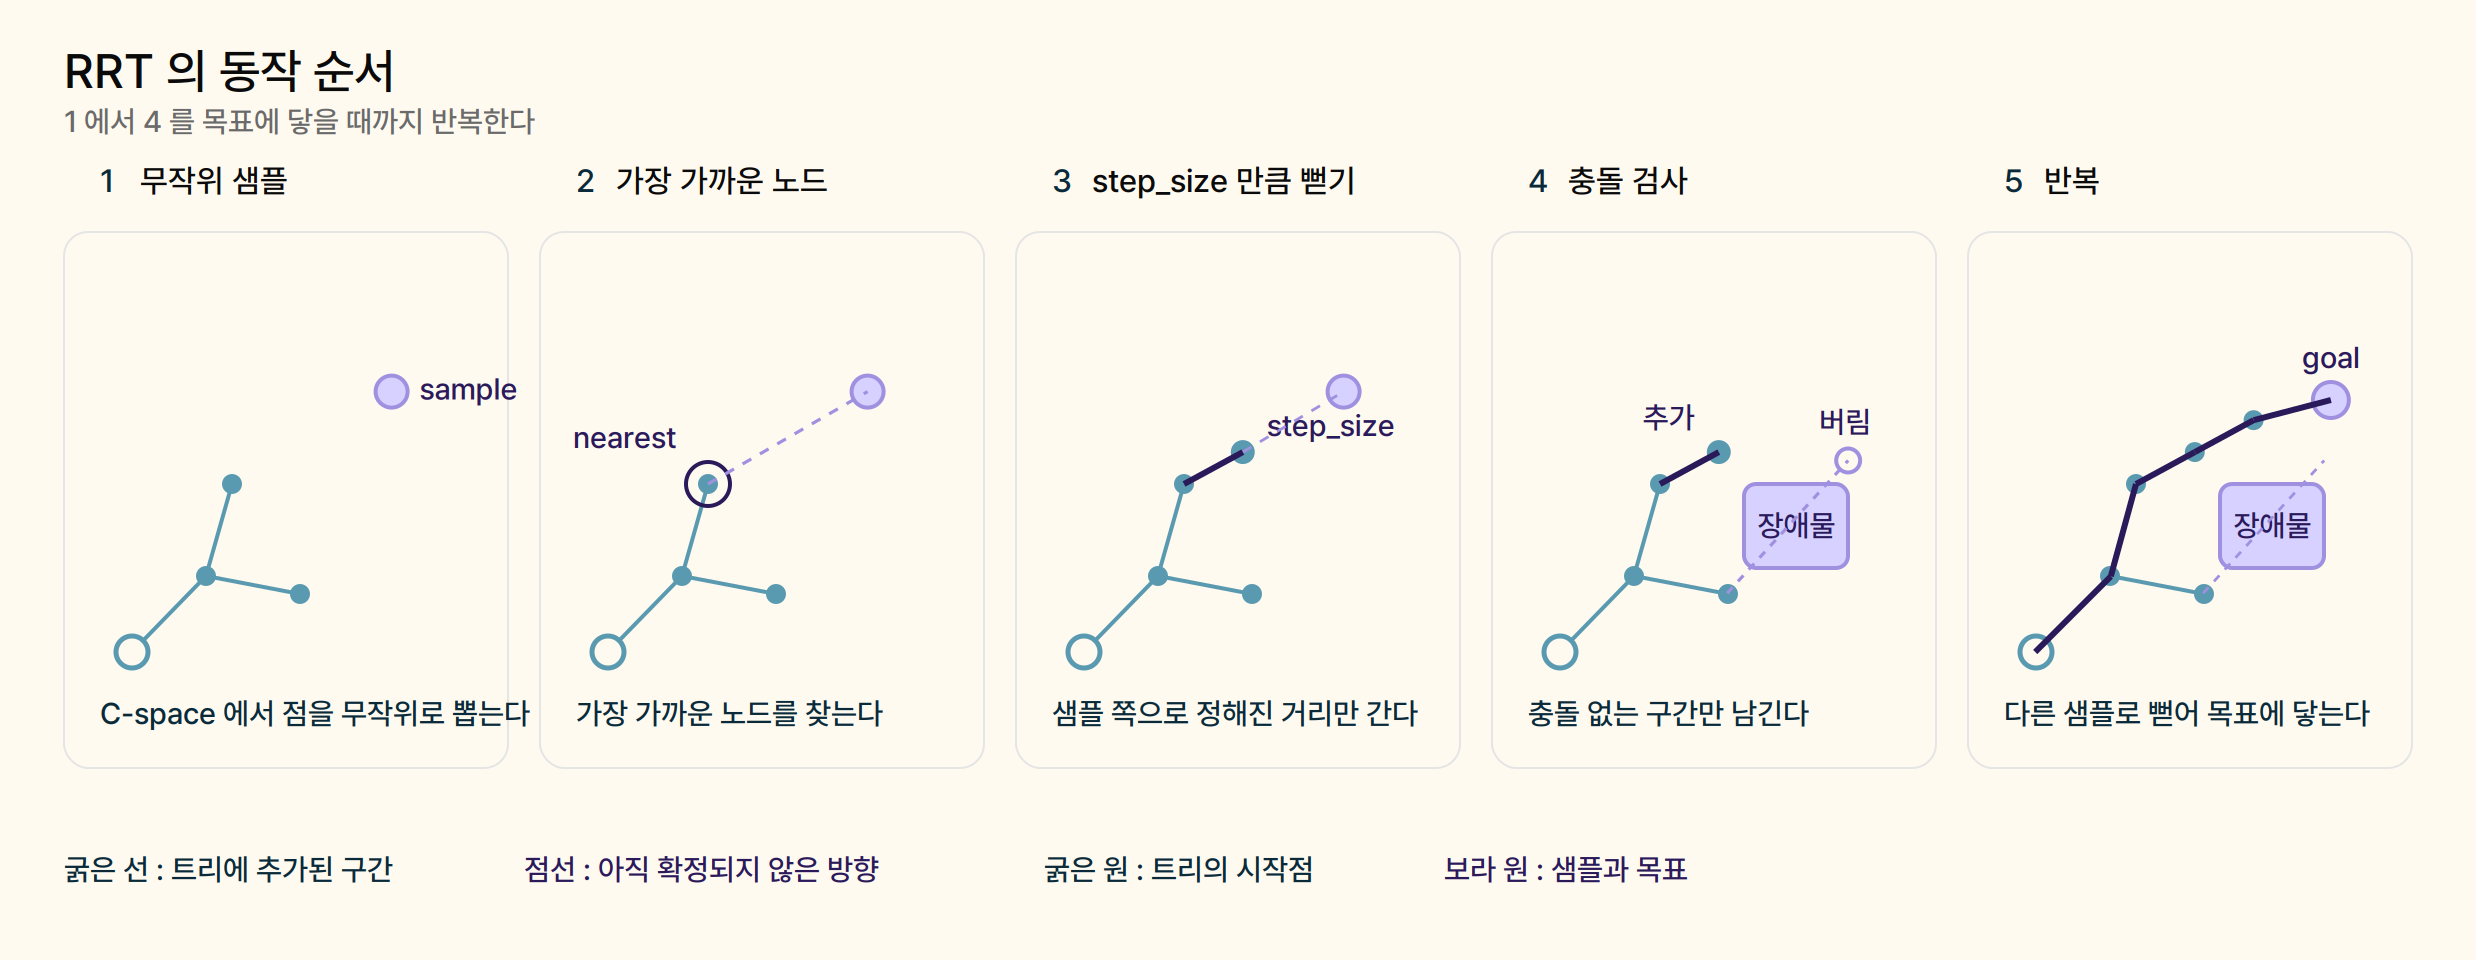 RRT 의 동작 순서
1 에서 4 를 목표에 닿을 때까지 반복한다
1 무작위 샘플
2 가장 가까운 노드
3 step_size 만큼 뻗기
4 충돌 검사
5 반복
sample
C-space 에서 점을 무작위로 뽑는다
nearest
가장 가까운 노드를 찾는다
step_size
샘플 쪽으로 정해진 거리만 간다
추가
버림
장애물
충돌 없는 구간만 남긴다
goal
장애물
다른 샘플로 뻗어 목표에 닿는다
굵은 선 : 트리에 추가된 구간
점선 : 아직 확정되지 않은 방향
굵은 원 : 트리의 시작점
보라 원 : 샘플과 목표